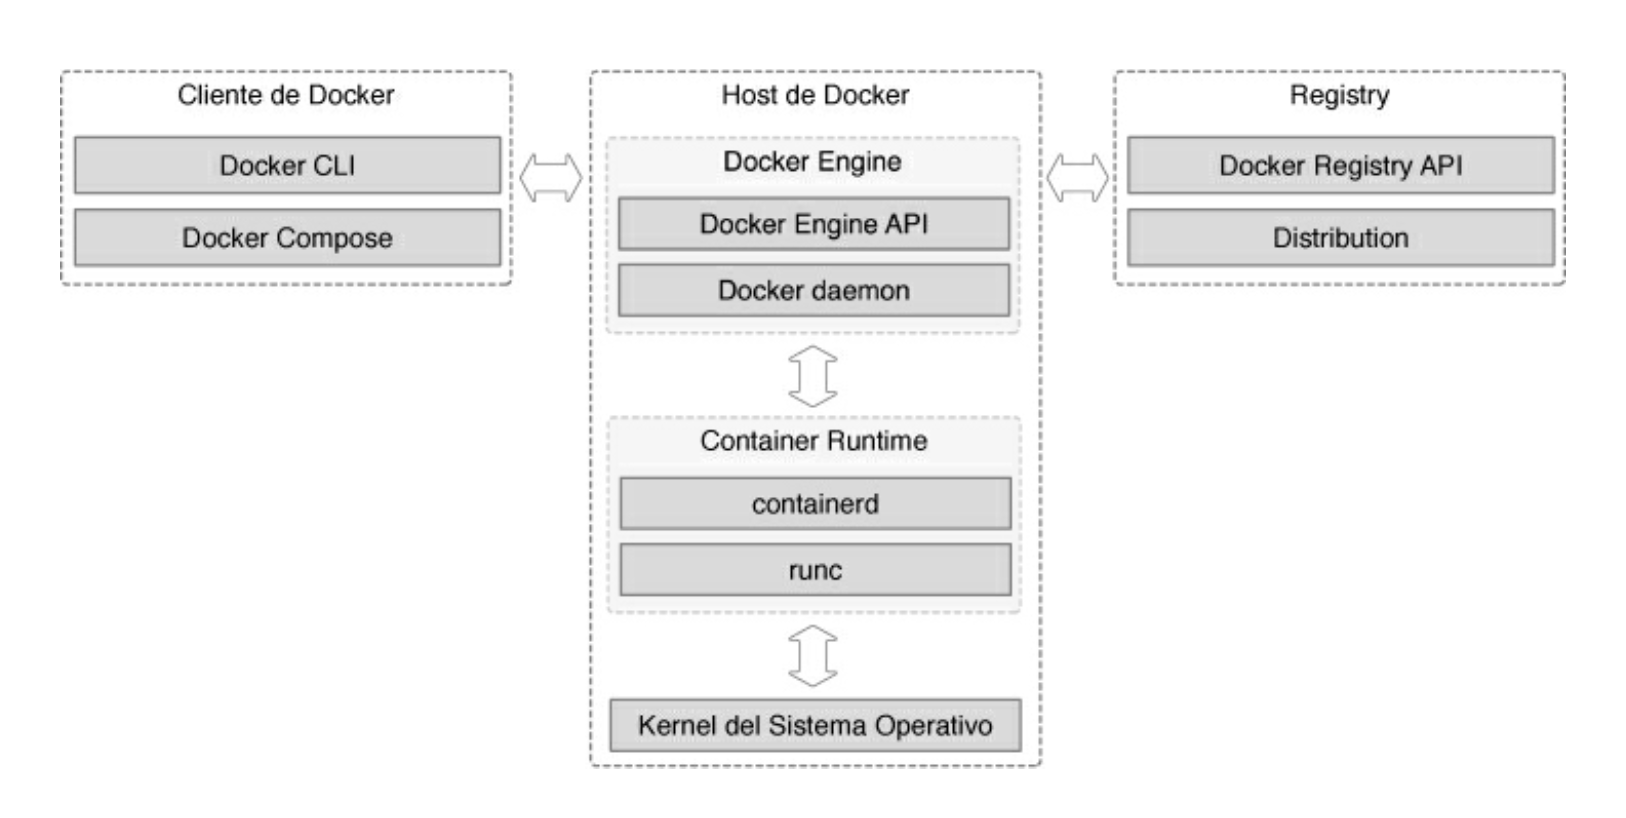 Cliente de Docker
Docker CLI
Docker Compose
Host de Docker
Docker Engine
Docker Engine API
Docker daemon
Container Runtime
containerd
runc
Kernel del Sistema Operativo
Registry
Docker Registry API
Distribution